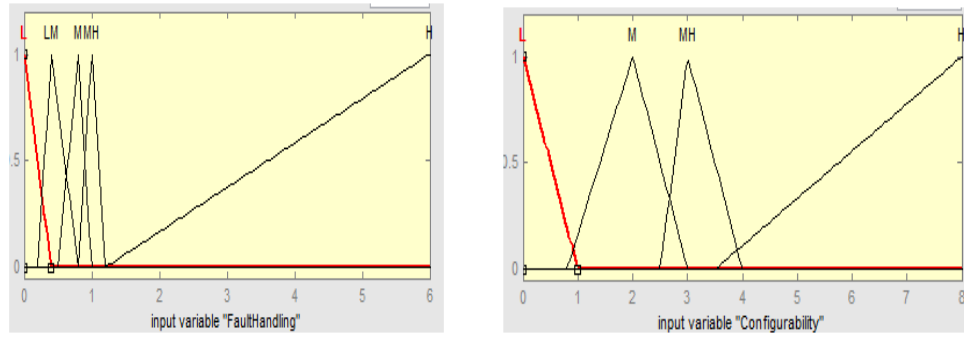 L LM M MH H
1
0.5
0
0 1 2 3 4 5 6
input variable "FaultHandling"
L M MH H
1
0.5
0
0 1 2 3 4 5 6 7 8
input variable "Configurability"